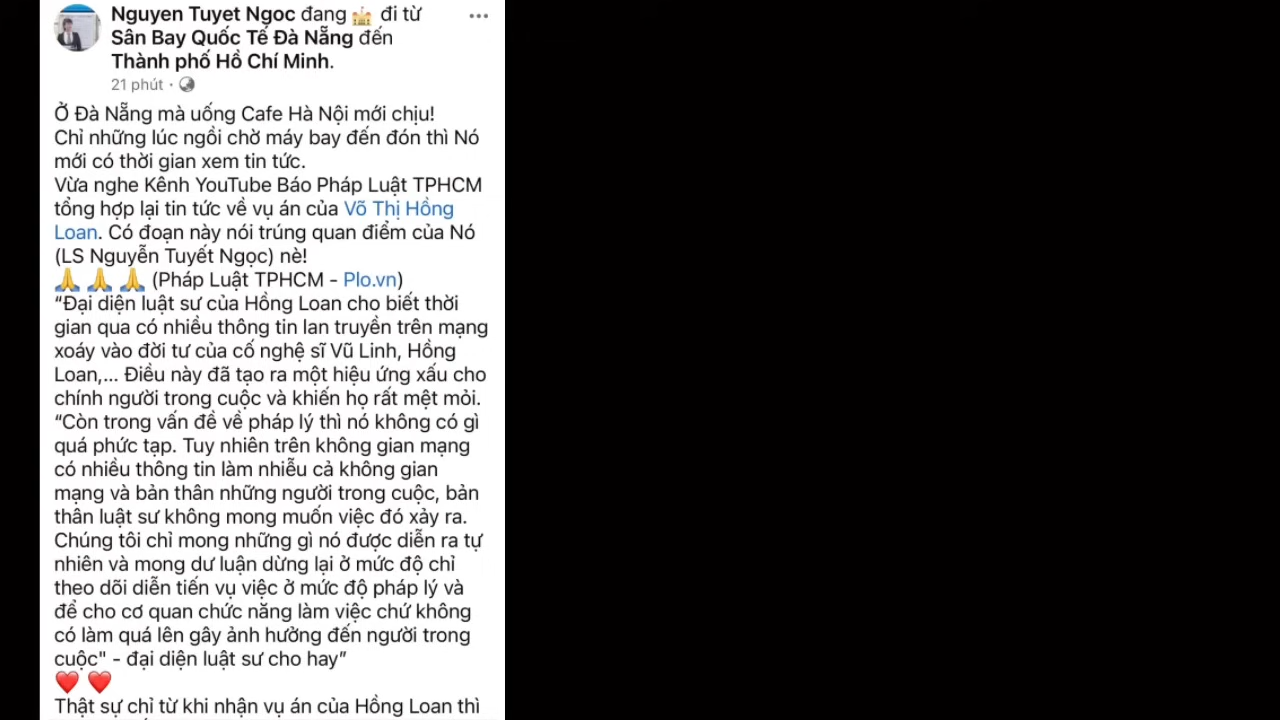 Nguyen Tuyet Ngoc đang 🏫 đi từ
Sân Bay Quốc Tế Đà Nẵng đến
Thành phố Hồ Chí Minh.
21 phút ·
Ở Đà Nẵng mà uống Cafe Hà Nội mới chịu!
Chỉ những lúc ngồi chờ máy bay đến đón thì Nó
mới có thời gian xem tin tức.
Vừa nghe Kênh YouTube Báo Pháp Luật TPHCM
tổng hợp lại tin tức về vụ án của Võ Thị Hồng
Loan. Có đoạn này nói trúng quan điểm của Nó
(LS Nguyễn Tuyết Ngọc) nè!
🙏 🙏 🙏 (Pháp Luật TPHCM - Plo.vn)
“Đại diện luật sư của Hồng Loan cho biết thời
gian qua có nhiều thông tin lan truyền trên mạng
xoáy vào đời tư của cố nghệ sĩ Vũ Linh, Hồng
Loan,... Điều này đã tạo ra một hiệu ứng xấu cho
chính người trong cuộc và khiến họ rất mệt mỏi.
“Còn trong vấn đề về pháp lý thì nó không có gì
quá phức tạp. Tuy nhiên trên không gian mạng
có nhiều thông tin làm nhiễu cả không gian
mạng và bản thân những người trong cuộc, bản
thân luật sư không mong muốn việc đó xảy ra.
Chúng tôi chỉ mong những gì nó được diễn ra tự
nhiên và mong dư luận dừng lại ở mức độ chỉ
theo dõi diễn tiến vụ việc ở mức độ pháp lý và
để cho cơ quan chức năng làm việc chứ không
có làm quá lên gây ảnh hưởng đến người trong
cuộc" - đại diện luật sư cho hay”
❤️ ❤️
Thật sự chỉ từ khi nhận vụ án của Hồng Loan thì